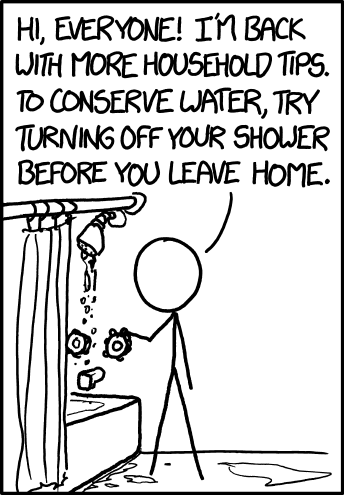 HI, EVERYONE! I'M BACK
WITH MORE HOUSEHOLD TIPS.
TO CONSERVE WATER, TRY
TURNING OFF YOUR SHOWER
BEFORE YOU LEAVE HOME.